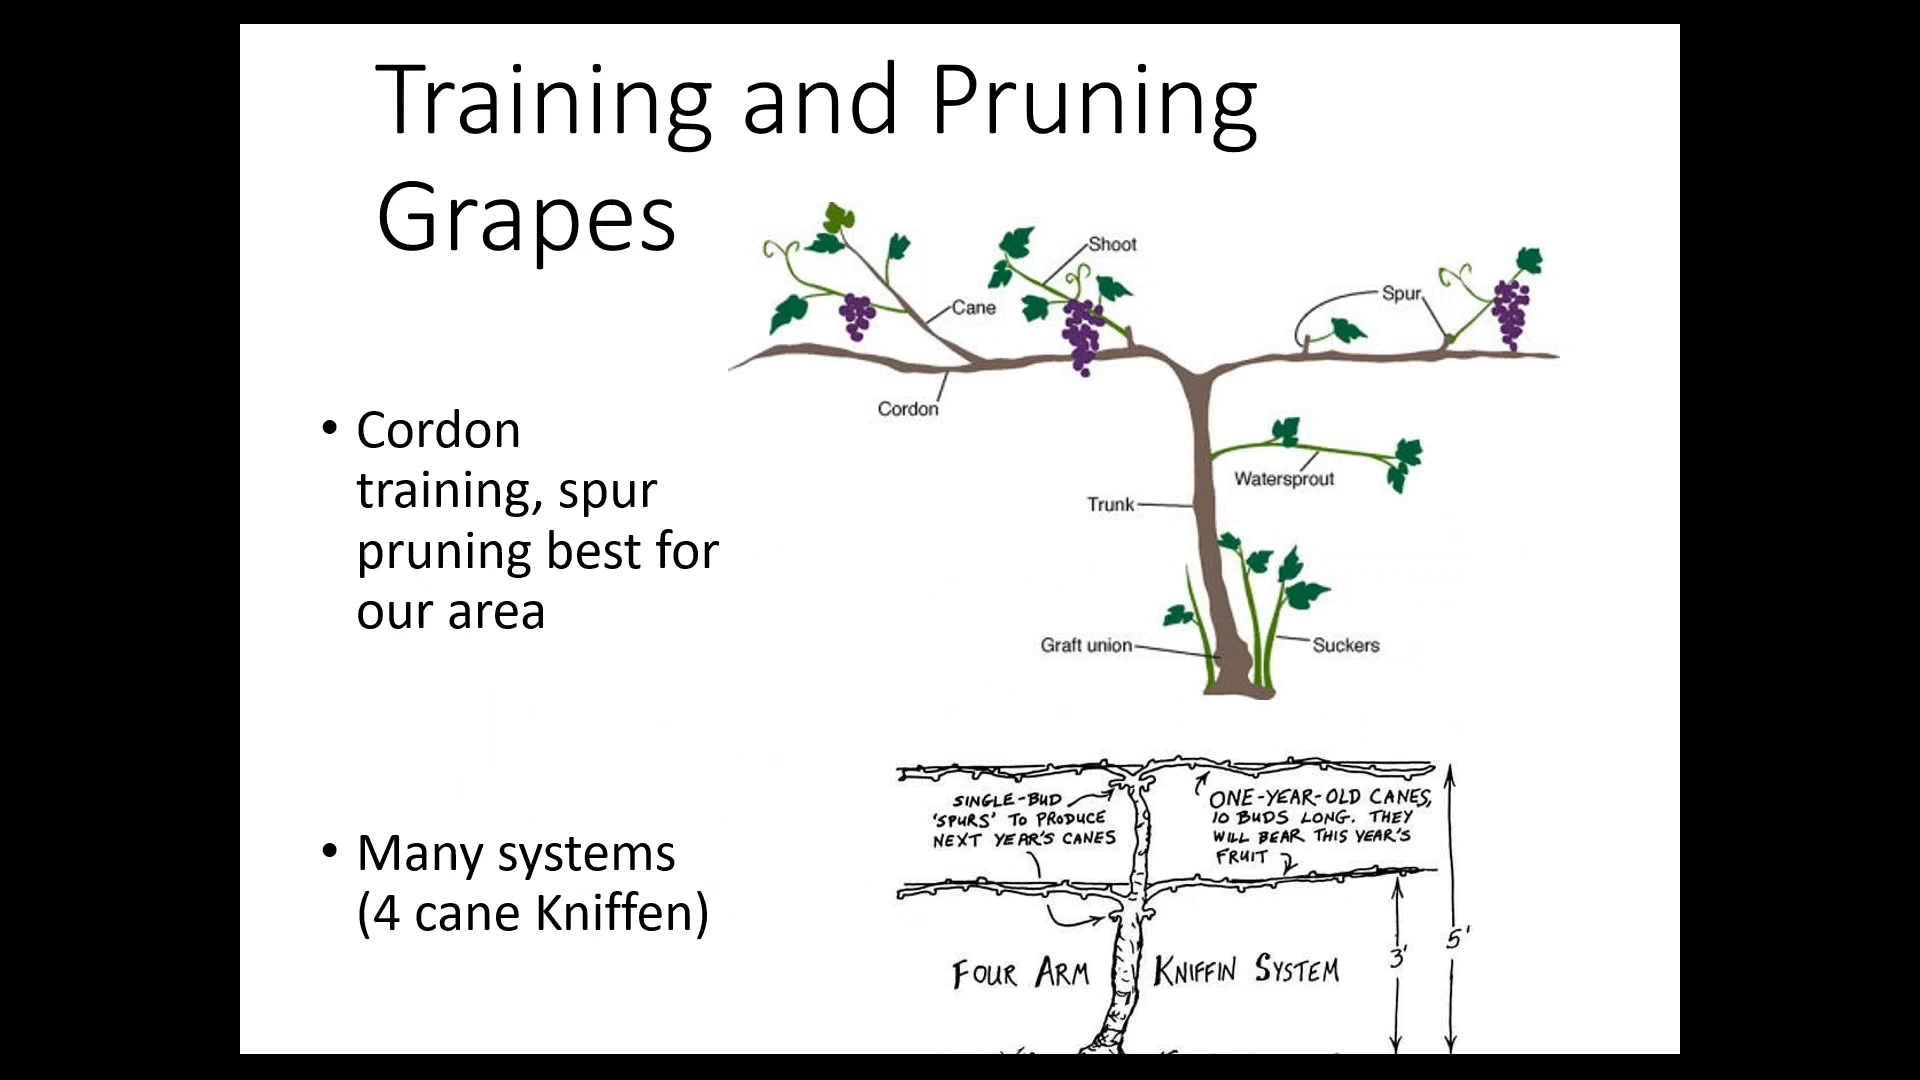 Training and Pruning
Grapes
Shoot
Cane
Spur
Cordon
• Cordon
training, spur
pruning best for
our area
Watersprout
Trunk
Graft union
Suckers
SINGLE-BUD
'SPURS' TO PRODUCE
NEXT YEAR'S CANES
ONE-YEAR-OLD CANES,
10 BUDS LONG. THEY
WILL BEAR THIS YEAR'S
FRUIT
• Many systems
(4 cane Kniffen)
5'
3'
FOUR ARM KNIFFIN SYSTEM